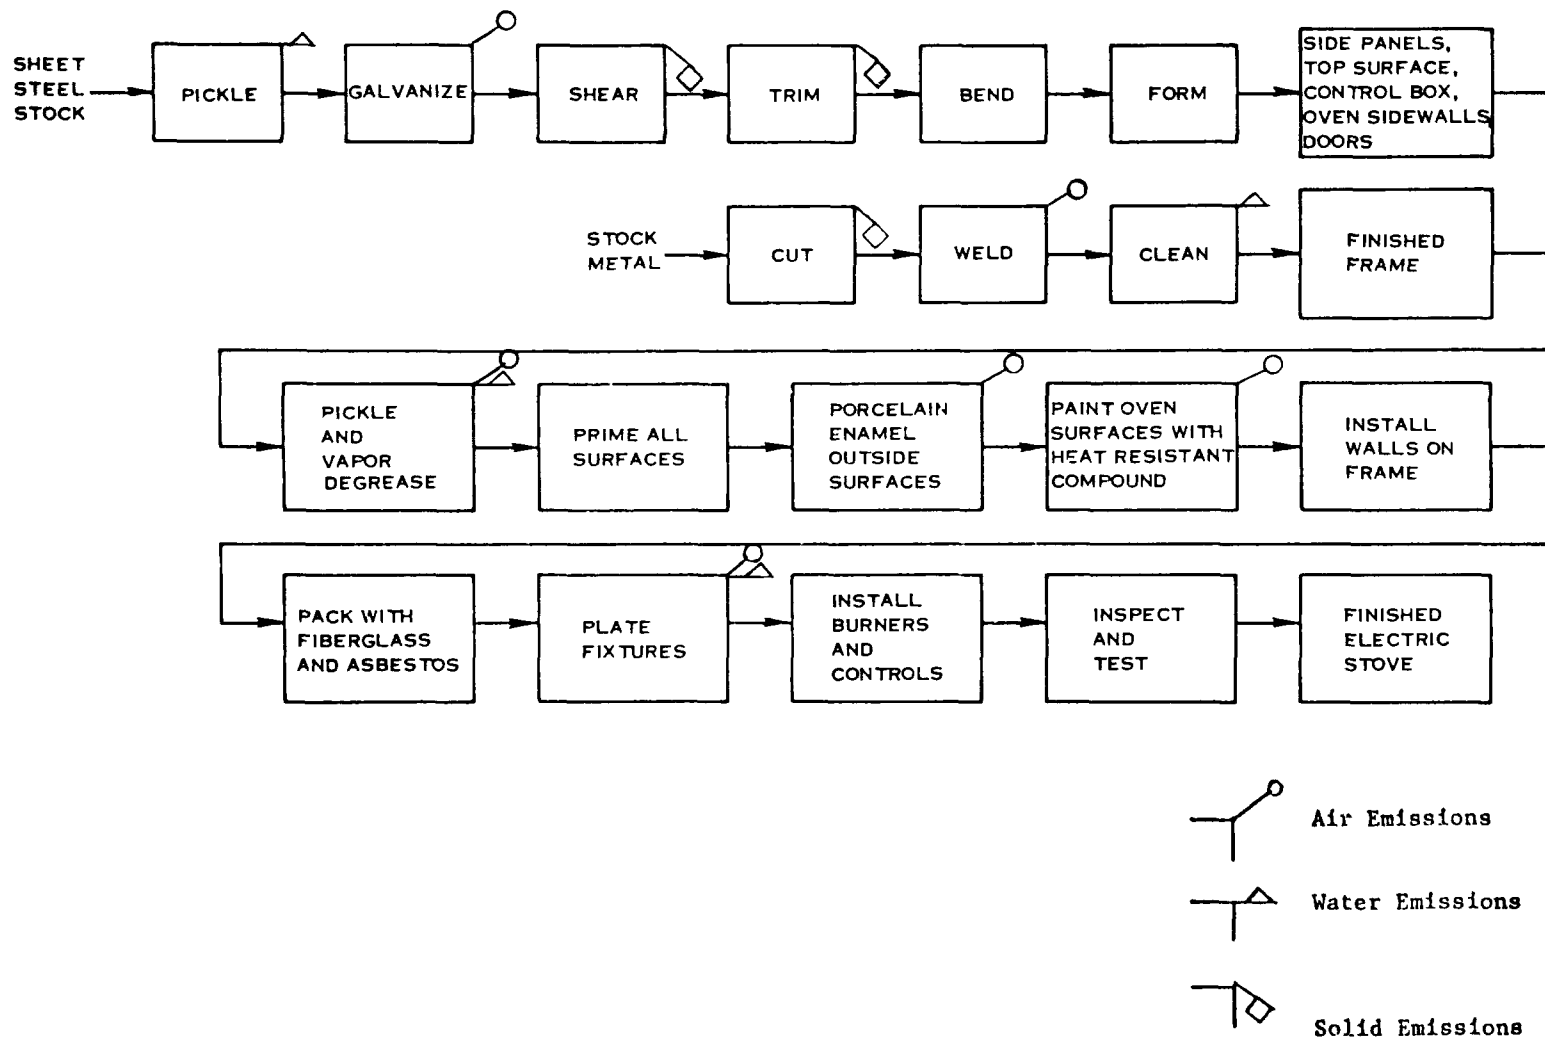 SHEET
STEEL
STOCK
PICKLE
GALVANIZE
SHEAR
TRIM
BEND
FORM
SIDE PANELS,
TOP SURFACE,
CONTROL BOX,
OVEN SIDEWALLS,
DOORS
STOCK
METAL
CUT
WELD
CLEAN
FINISHED
FRAME
PICKLE
AND
VAPOR
DEGREASE
PRIME ALL
SURFACES
PORCELAIN
ENAMEL
OUTSIDE
SURFACES
PAINT OVEN
SURFACES WITH
HEAT RESISTANT
COMPOUND
INSTALL
WALLS ON
FRAME
PACK WITH
FIBERGLASS
AND ASBESTOS
PLATE
FIXTURES
INSTALL
BURNERS
AND
CONTROLS
INSPECT
AND
TEST
FINISHED
ELECTRIC
STOVE
Air Emissions
Water Emissions
Solid Emissions